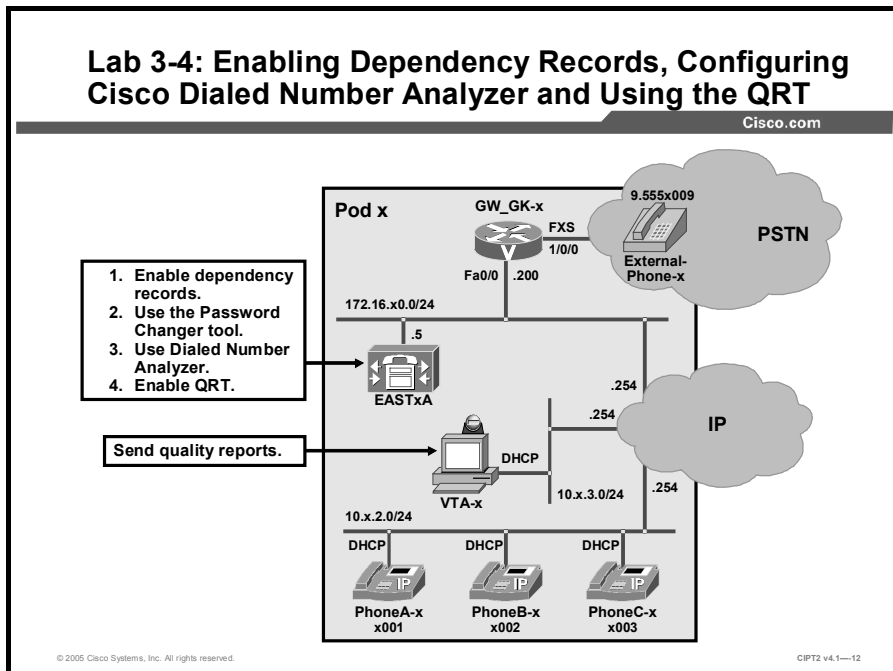 Lab 3-4: Enabling Dependency Records, Configuring
Cisco Dialed Number Analyzer and Using the QRT
Cisco.com
Pod x
GW_GK-x
FXS
1/0/0
V
Fa0/0
.200
9.555x009
External-
Phone-x
PSTN
1. Enable dependency
records.
2. Use the Password
Changer tool.
3. Use Dialed Number
Analyzer.
4. Enable QRT.
172.16.x0.0/24
.5
EASTxA
.254
.254
IP
Send quality reports.
DHCP
VTA-x
10.x.3.0/24
.254
10.x.2.0/24
DHCP
DHCP
DHCP
IP
IP
IP
PhoneA-x
x001
PhoneB-x
x002
PhoneC-x
x003
© 2005 Cisco Systems, Inc. All rights reserved.
CIPT2 v4.1—-12